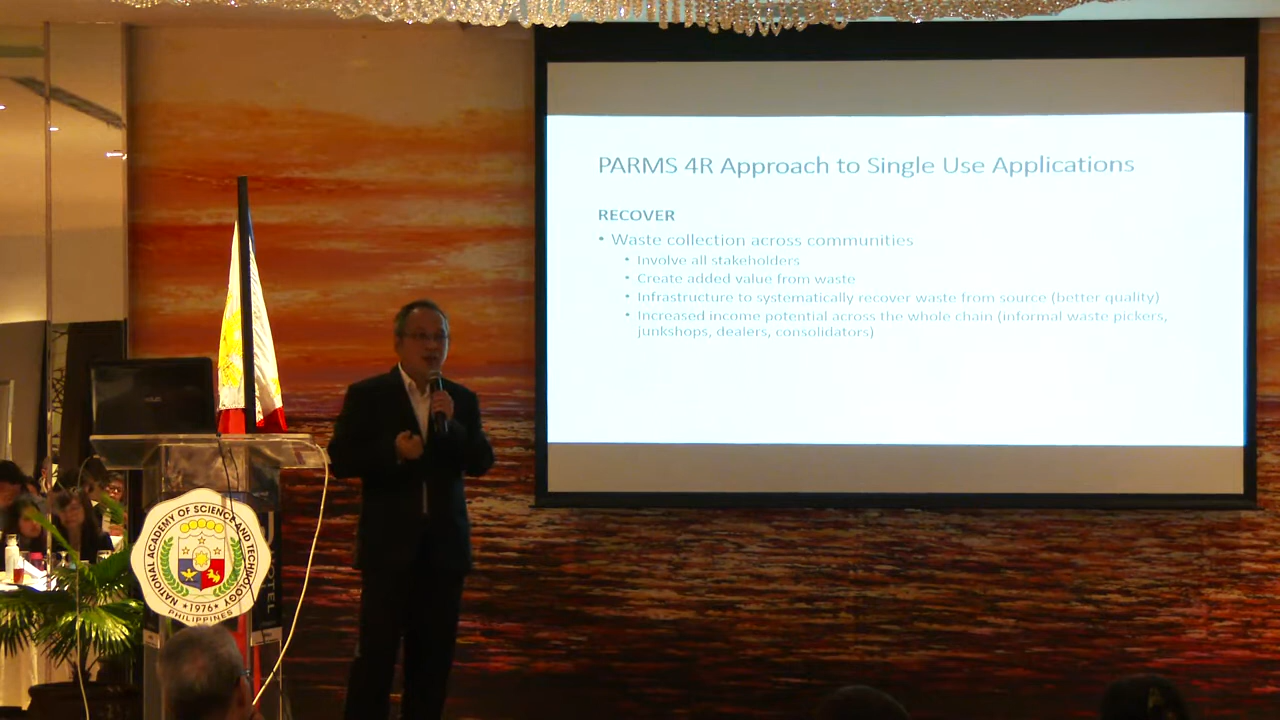 PARMS 4R Approach to Single Use Applications
RECOVER
• Waste collection across communities
• Involve all stakeholders
• Create added value from waste
• Infrastructure to systematically recover waste from source (better quality)
• Increased income potential across the whole chain (informal waste pickers,
junkshops, dealers, consolidators)
NATIONAL ACADEMY OF SCIENCE AND TECHNOLOGY
★1976★
PHILIPPINES